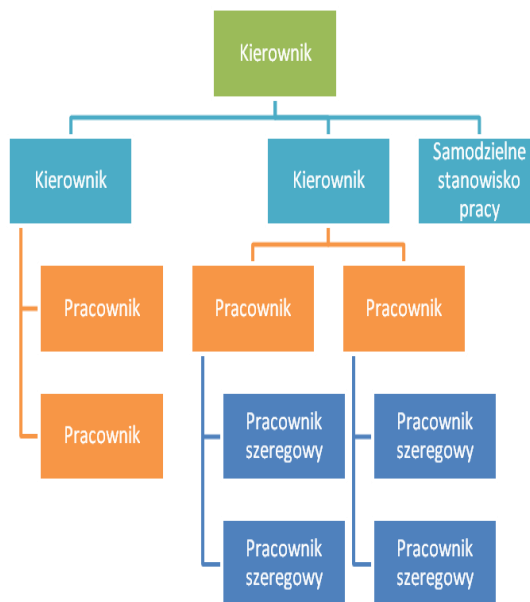 Kierownik
Kierownik
Kierownik
Samodzielne
stanowisko
pracy
Pracownik
Pracownik
Pracownik
Pracownik
Pracownik
szeregowy
Pracownik
szeregowy
Pracownik
szeregowy
Pracownik
szeregowy